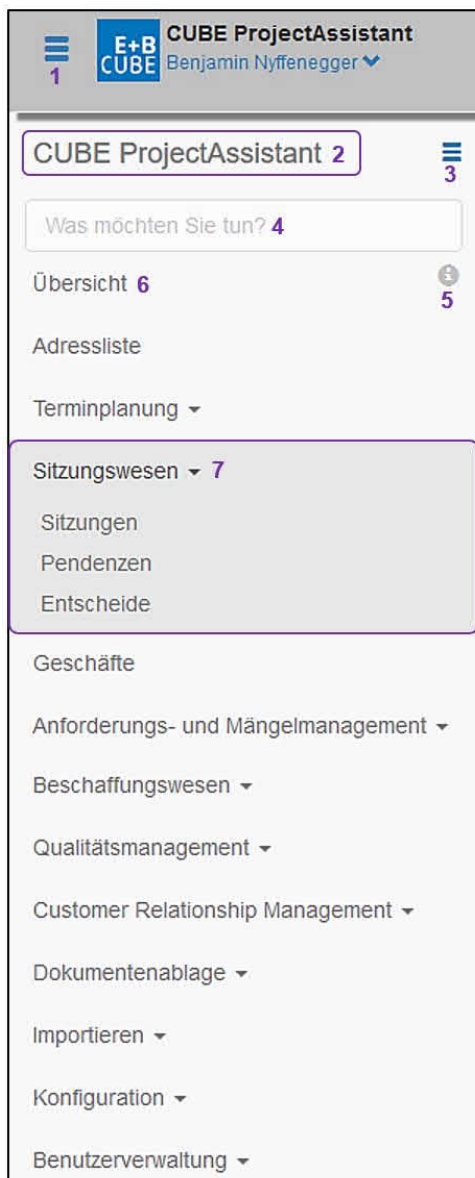 E+B
CUBE
CUBE ProjectAssistant
Benjamin Nyffenegger
1
CUBE ProjectAssistant 2
3
Was möchten Sie tun? 4
Übersicht 6
5
Adressliste
Terminplanung
Sitzungswesen 7
Sitzungen
Pendenzen
Entscheide
Geschäfte
Anforderungs- und Mängelmanagement
Beschaffungswesen
Qualitätsmanagement
Customer Relationship Management
Dokumentenablage
Importieren
Konfiguration
Benutzerverwaltung